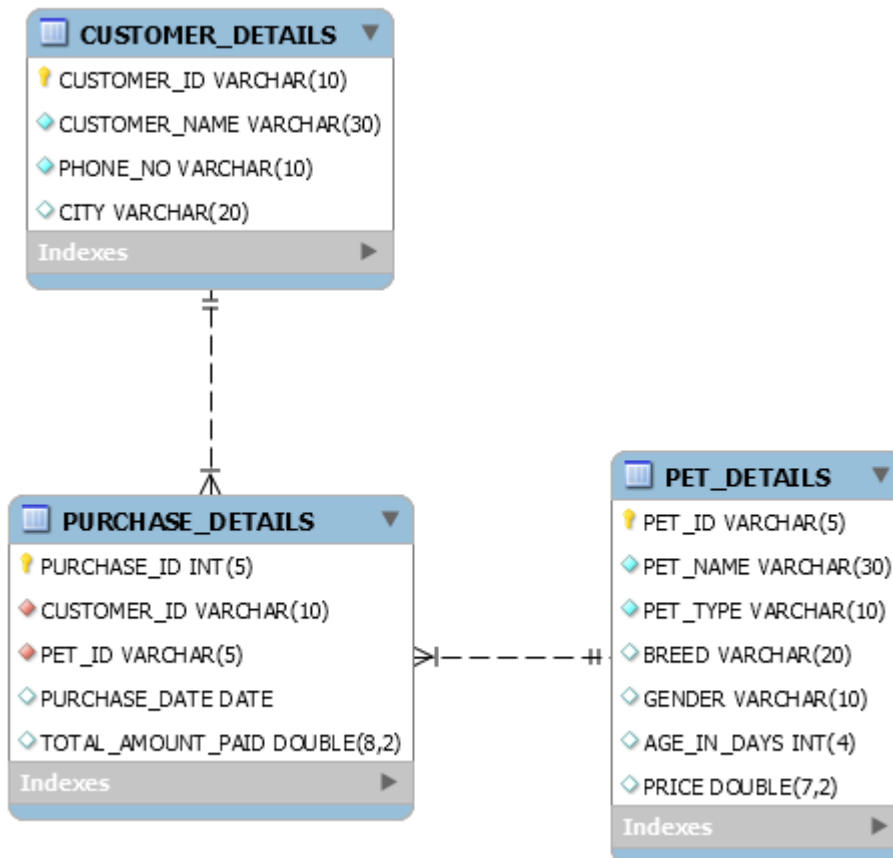 CUSTOMER_DETAILS
CUSTOMER_ID VARCHAR(10)
CUSTOMER_NAME VARCHAR(30)
PHONE_NO VARCHAR(10)
CITY VARCHAR(20)
Indexes
PURCHASE_DETAILS
PURCHASE_ID INT(5)
CUSTOMER_ID VARCHAR(10)
PET_ID VARCHAR(5)
PURCHASE_DATE DATE
TOTAL_AMOUNT_PAID DOUBLE(8,2)
Indexes
PET_DETAILS
PET_ID VARCHAR(5)
PET_NAME VARCHAR(30)
PET_TYPE VARCHAR(10)
BREED VARCHAR(20)
GENDER VARCHAR(10)
AGE_IN_DAYS INT(4)
PRICE DOUBLE(7,2)
Indexes